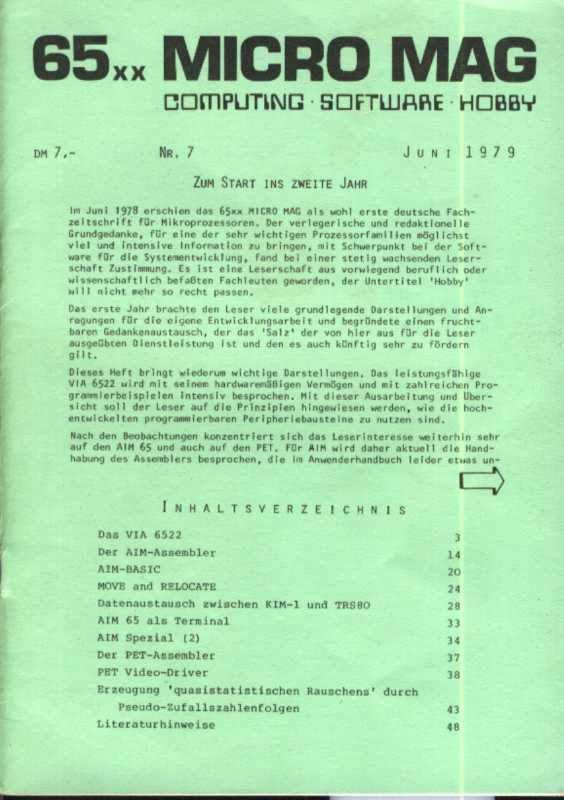 65xx MICRO MAG
COMPUTING · SOFTWARE · HOBBY
DM 7,- NR. 7 JUNI 1979
ZUM START INS ZWEITE JAHR
Im Juni 1978 erschien das 65xx MICRO MAG als wohl erste deutsche Fach-
zeitschrift für Mikroprozessoren. Der verlegerische und redaktionelle
Grundgedanke, für eine der sehr wichtigen Prozessorfamilien möglichst
viel und intensive Information zu bringen, mit Schwerpunkt bei der Soft-
ware für die Systementwicklung, fand bei einer stetig wachsenden Leser-
schaft Zustimmung. Es ist eine Leserschaft aus vorwiegend beruflich oder
wissenschaftlich befaßten Fachleuten geworden, der Untertitel 'Hobby'
will nicht mehr so recht passen.
Das erste Jahr brachte den Leser viele grundlegende Darstellungen und An-
regungen für die eigene Entwicklungsarbeit und begründete einen frucht-
baren Gedankenaustausch, der das 'Salz' der von hier aus für die Leser
ausgeübten Dienstleistung ist und den es auch künftig sehr zu fördern
gilt.
Dieses Heft bringt wiederum wichtige Darstellungen. Das leistungsfähige
VIA 6522 wird mit seinem hardwaremäßigen Vermögen und mit zahlreichen Pro-
grammierbeispielen intensiv besprochen. Mit dieser Ausarbeitung und Über-
sicht soll der Leser auf die Prinzipien hingewiesen werden, wie die hoch-
entwickelten programmierbaren Peripheriebausteine zu nutzen sind.
Nach den Beobachtungen konzentriert sich das Leserinteresse weiterhin sehr
auf den AIM 65 und auch auf den PET. Für AIM wird daher aktuell die Hand-
habung des Assemblers besprochen, die im Anwenderhandbuch leider etwas un-
INHALTSVERZEICHNIS
Das VIA 6522 3
Der AIM-Assembler 14
AIM-BASIC 20
MOVE and RELOCATE 24
Datenaustausch zwischen KIM-1 und TRS80 28
AIM 65 als Terminal 33
AIM Spezial (2) 34
Der PET-Assembler 37
PET Video-Driver 38
Erzeugung 'quasistatistischen Rauschens' durch
Pseudo-Zufallszahlenfolgen 43
Literaturhinweise 48